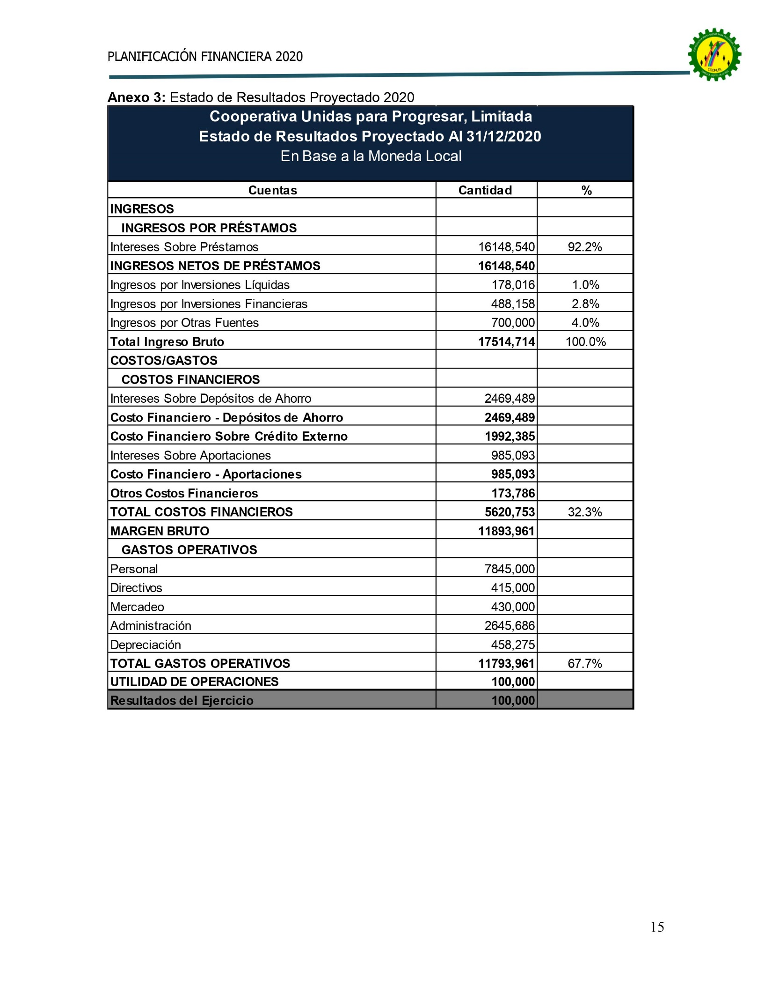 PLANIFICACIÓN FINANCIERA 2020
COOMUPL
Anexo 3: Estado de Resultados Proyectado 2020
Cooperativa Unidas para Progresar, Limitada
Estado de Resultados Proyectado Al 31/12/2020
En Base a la Moneda Local
Cuentas Cantidad %
INGRESOS
INGRESOS POR PRÉSTAMOS
Intereses Sobre Préstamos 16148,540 92.2%
INGRESOS NETOS DE PRÉSTAMOS 16148,540
Ingresos por Inversiones Líquidas 178,016 1.0%
Ingresos por Inversiones Financieras 488,158 2.8%
Ingresos por Otras Fuentes 700,000 4.0%
Total Ingreso Bruto 17514,714 100.0%
COSTOS/GASTOS
COSTOS FINANCIEROS
Intereses Sobre Depósitos de Ahorro 2469,489
Costo Financiero - Depósitos de Ahorro 2469,489
Costo Financiero Sobre Crédito Externo 1992,385
Intereses Sobre Aportaciones 985,093
Costo Financiero - Aportaciones 985,093
Otros Costos Financieros 173,786
TOTAL COSTOS FINANCIEROS 5620,753 32.3%
MARGEN BRUTO 11893,961
GASTOS OPERATIVOS
Personal 7845,000
Directivos 415,000
Mercadeo 430,000
Administración 2645,686
Depreciación 458,275
TOTAL GASTOS OPERATIVOS 11793,961 67.7%
UTILIDAD DE OPERACIONES 100,000
Resultados del Ejercicio 100,000
15